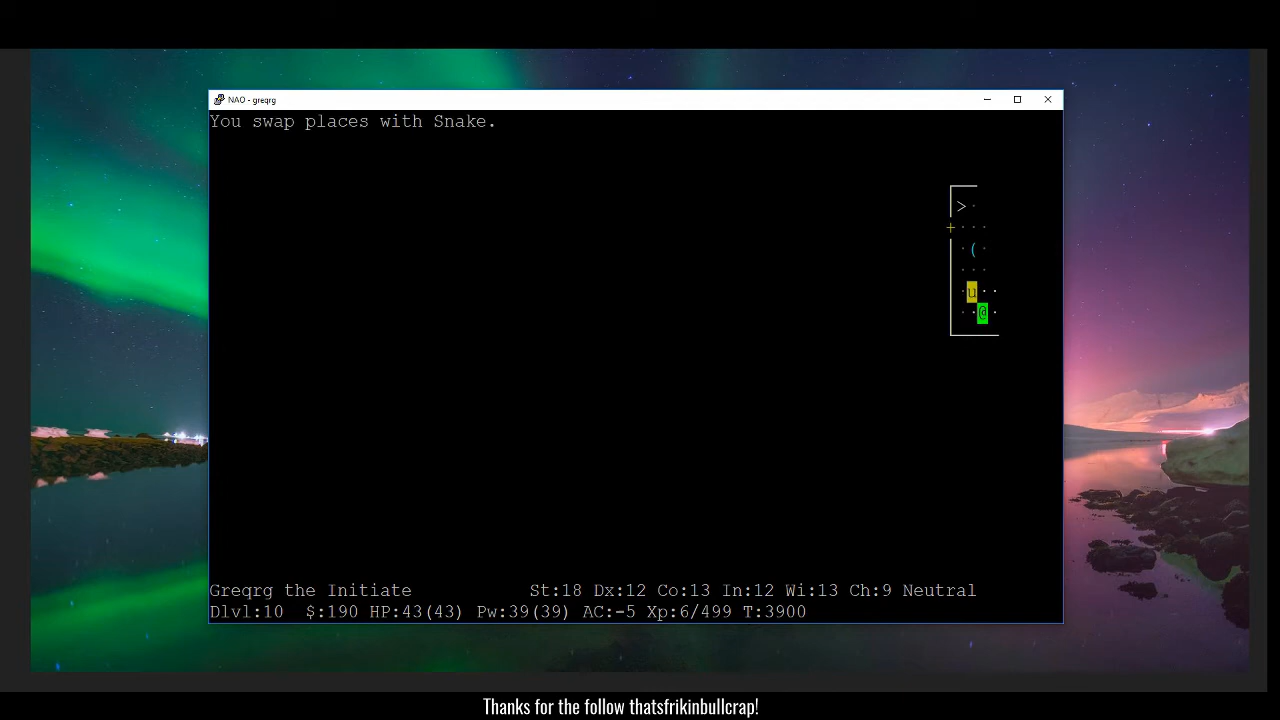 NAO - greqrg
You swap places with Snake.
> ·
+ · · ·
· ( ·
· · ·
· u · ·
· · @ ·
Greqrg the Initiate St:18 Dx:12 Co:13 In:12 Wi:13 Ch:9 Neutral
Dlvl:10 $:190 HP:43(43) Pw:39(39) AC:-5 Xp:6/499 T:3900
Thanks for the follow thatsfrikinbullcrap!